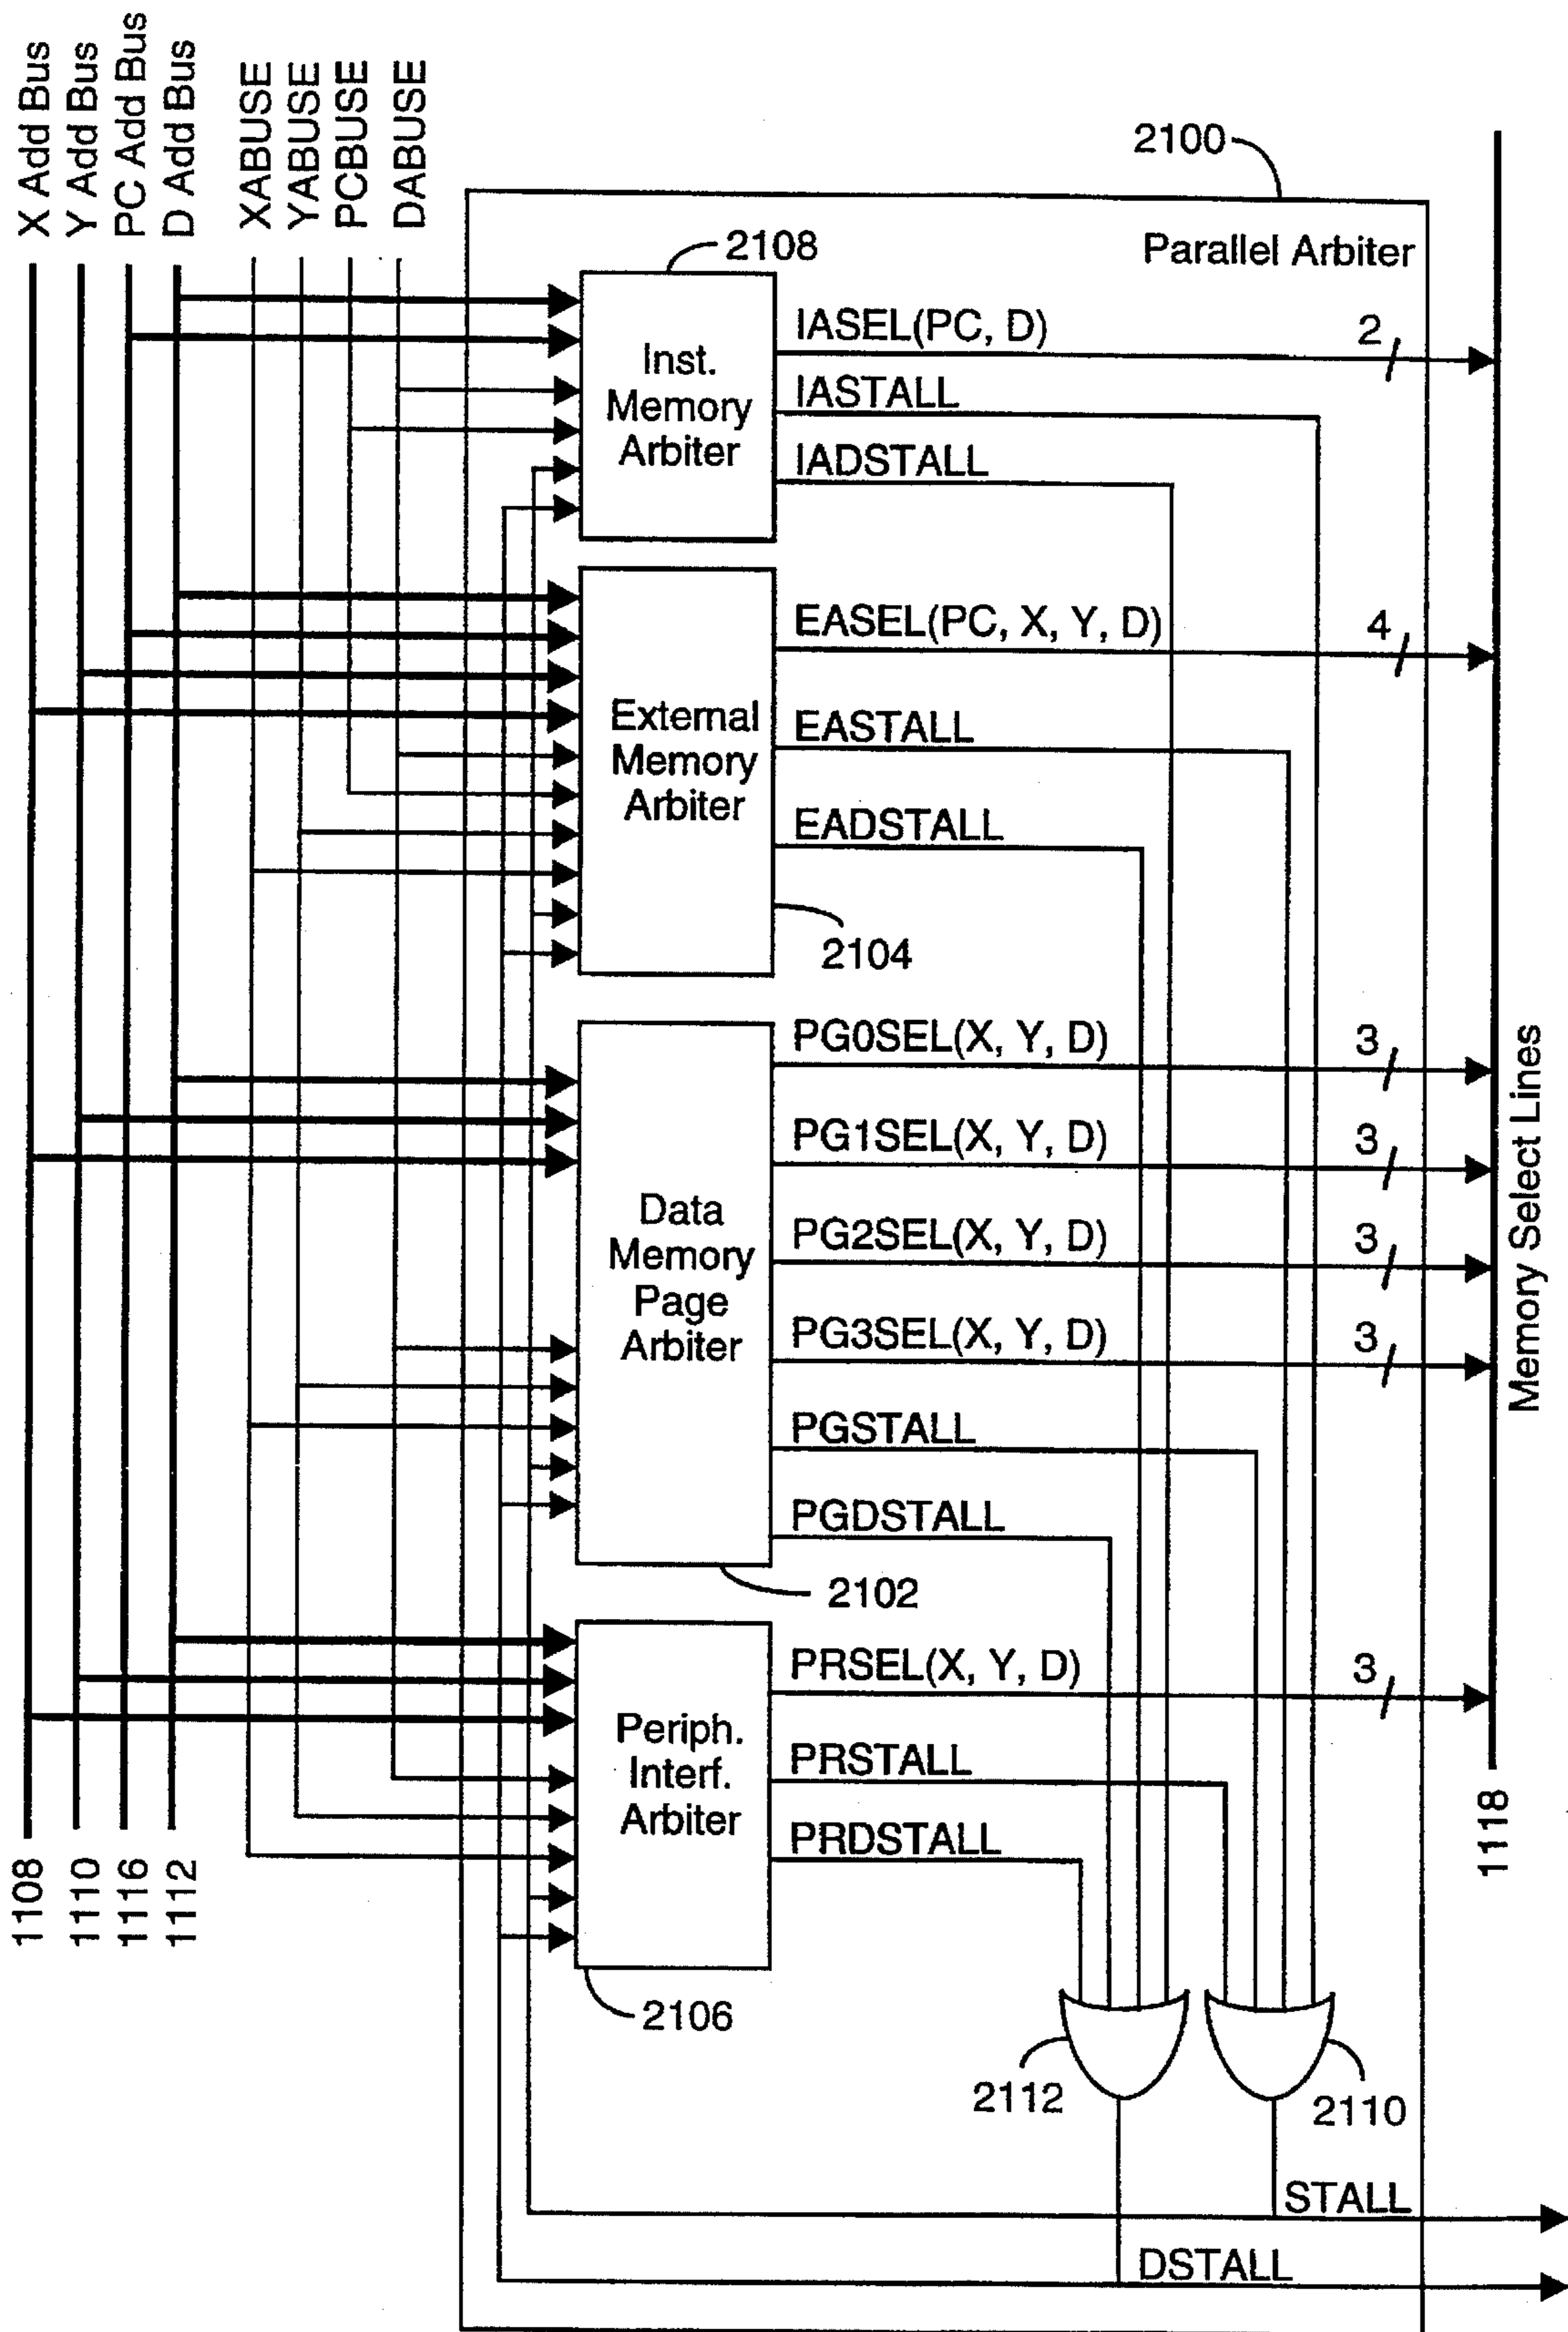 X Add Bus
Y Add Bus
PC Add Bus
D Add Bus
XABUSE
YABUSE
PCBUSE
DABUSE
2100
Parallel Arbiter
2108
Inst.
Memory
Arbiter
IASEL(PC, D)
2
IASTALL
IADSTALL
External
Memory
Arbiter
EASEL(PC, X, Y, D)
4
EASTALL
EADSTALL
2104
Data
Memory
Page
Arbiter
PG0SEL(X, Y, D)
3
PG1SEL(X, Y, D)
3
PG2SEL(X, Y, D)
3
PG3SEL(X, Y, D)
3
PGSTALL
PGDSTALL
2102
Memory Select Lines
Periph.
Interf.
Arbiter
PRSEL(X, Y, D)
3
PRSTALL
PRDSTALL
2106
1108
1110
1116
1112
1118
2112
2110
STALL
DSTALL